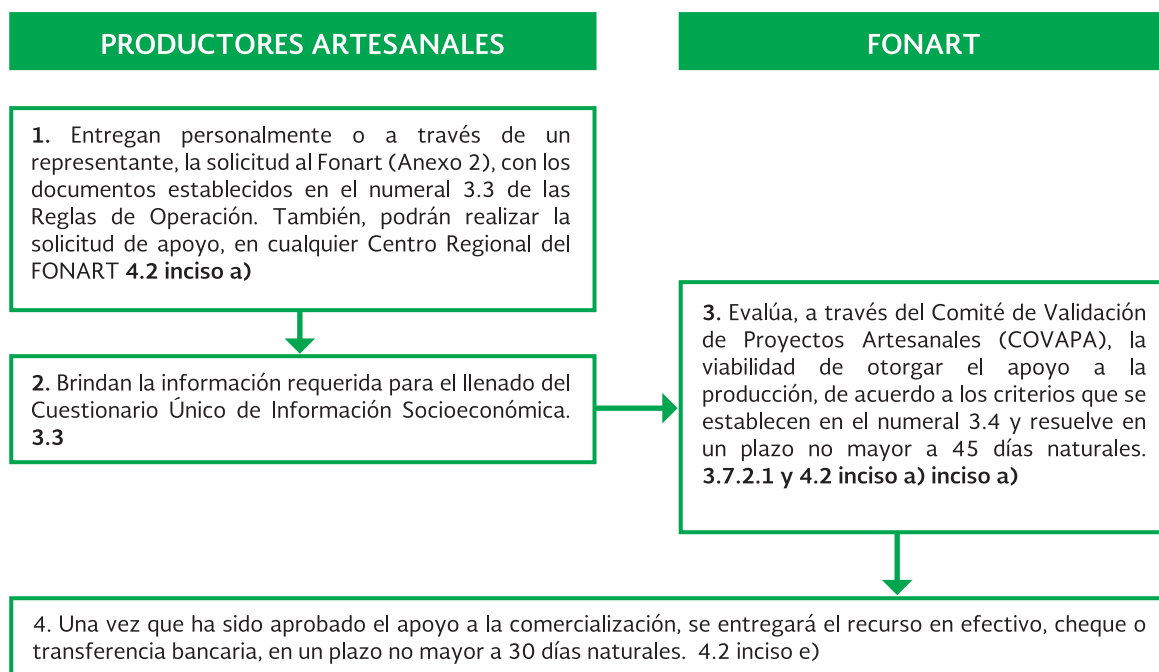 PRODUCTORES ARTESANALES
FONART
1. Entregan personalmente o a través de un
representante, la solicitud al Fonart (Anexo 2), con los
documentos establecidos en el numeral 3.3 de las
Reglas de Operación. También, podrán realizar la
solicitud de apoyo, en cualquier Centro Regional del
FONART 4.2 inciso a)
2. Brindan la información requerida para el llenado del
Cuestionario Único de Información Socioeconómica.
3.3
3. Evalúa, a través del Comité de Validación
de Proyectos Artesanales (COVAPA), la
viabilidad de otorgar el apoyo a la
producción, de acuerdo a los criterios que se
establecen en el numeral 3.4 y resuelve en
un plazo no mayor a 45 días naturales.
3.7.2.1 y 4.2 inciso a) inciso a)
4. Una vez que ha sido aprobado el apoyo a la comercialización, se entregará el recurso en efectivo, cheque o
transferencia bancaria, en un plazo no mayor a 30 días naturales. 4.2 inciso e)